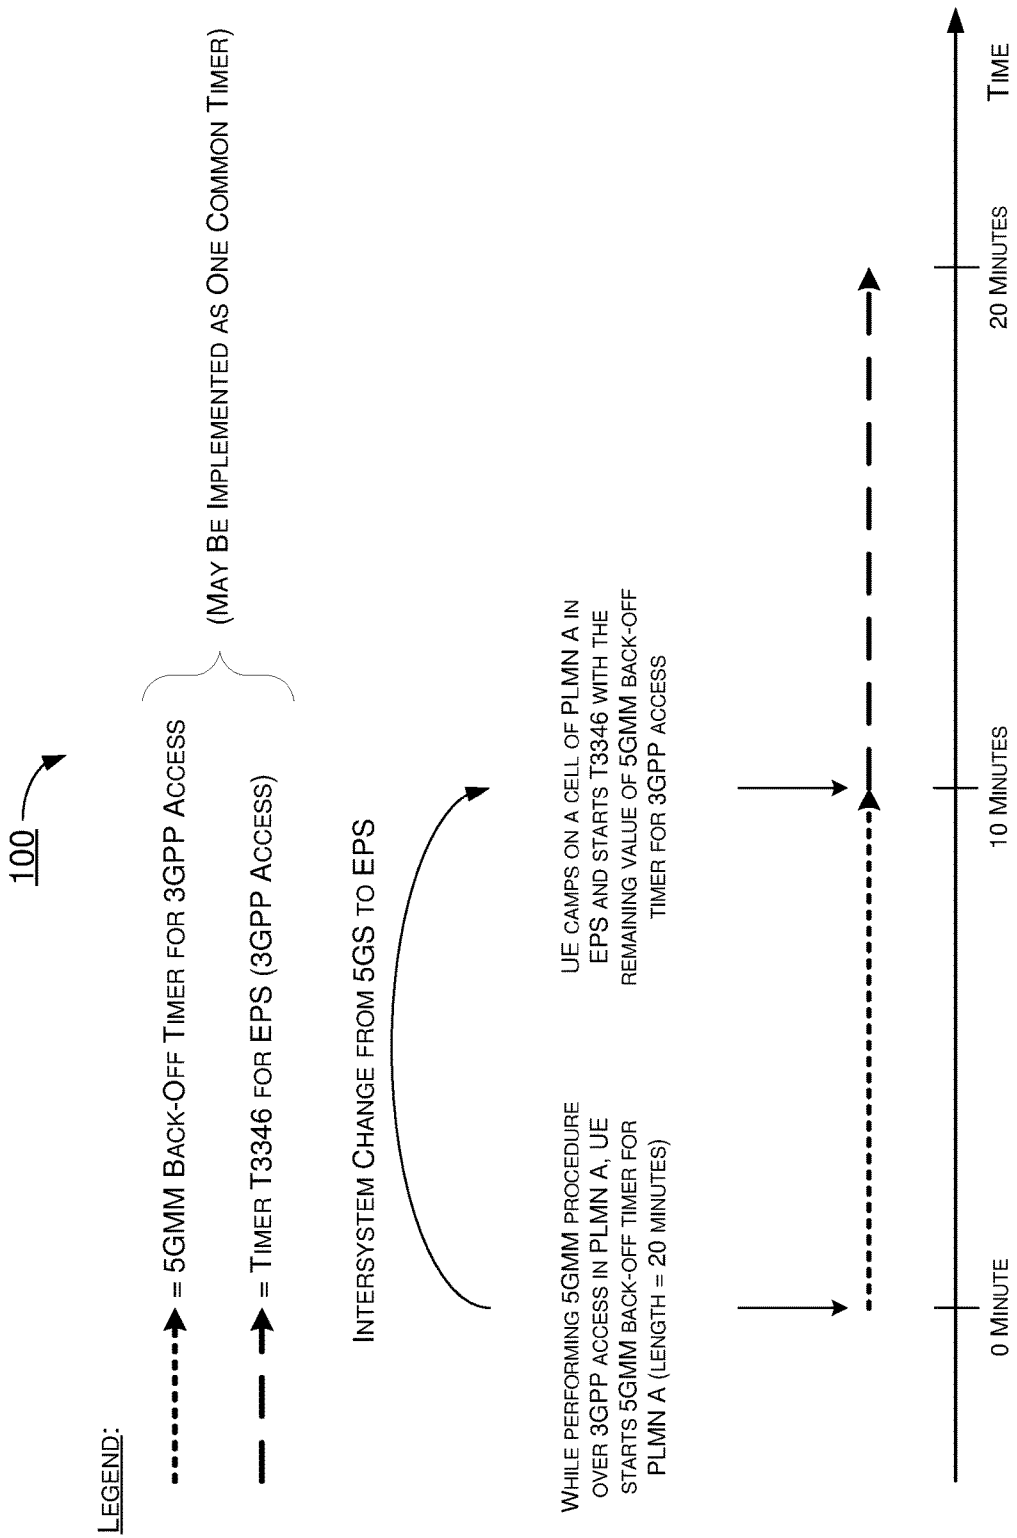 100
LEGEND:
= 5GMM BACK-OFF TIMER FOR 3GPP ACCESS
= TIMER T3346 FOR EPS (3GPP ACCESS)
(MAY BE IMPLEMENTED AS ONE COMMON TIMER)
INTERSYSTEM CHANGE FROM 5GS TO EPS
WHILE PERFORMING 5GMM PROCEDURE
OVER 3GPP ACCESS IN PLMN A, UE
STARTS 5GMM BACK-OFF TIMER FOR
PLMN A (LENGTH = 20 MINUTES)
UE CAMPS ON A CELL OF PLMN A IN
EPS AND STARTS T3346 WITH THE
REMAINING VALUE OF 5GMM BACK-OFF
TIMER FOR 3GPP ACCESS
0 MINUTE
10 MINUTES
20 MINUTES
TIME